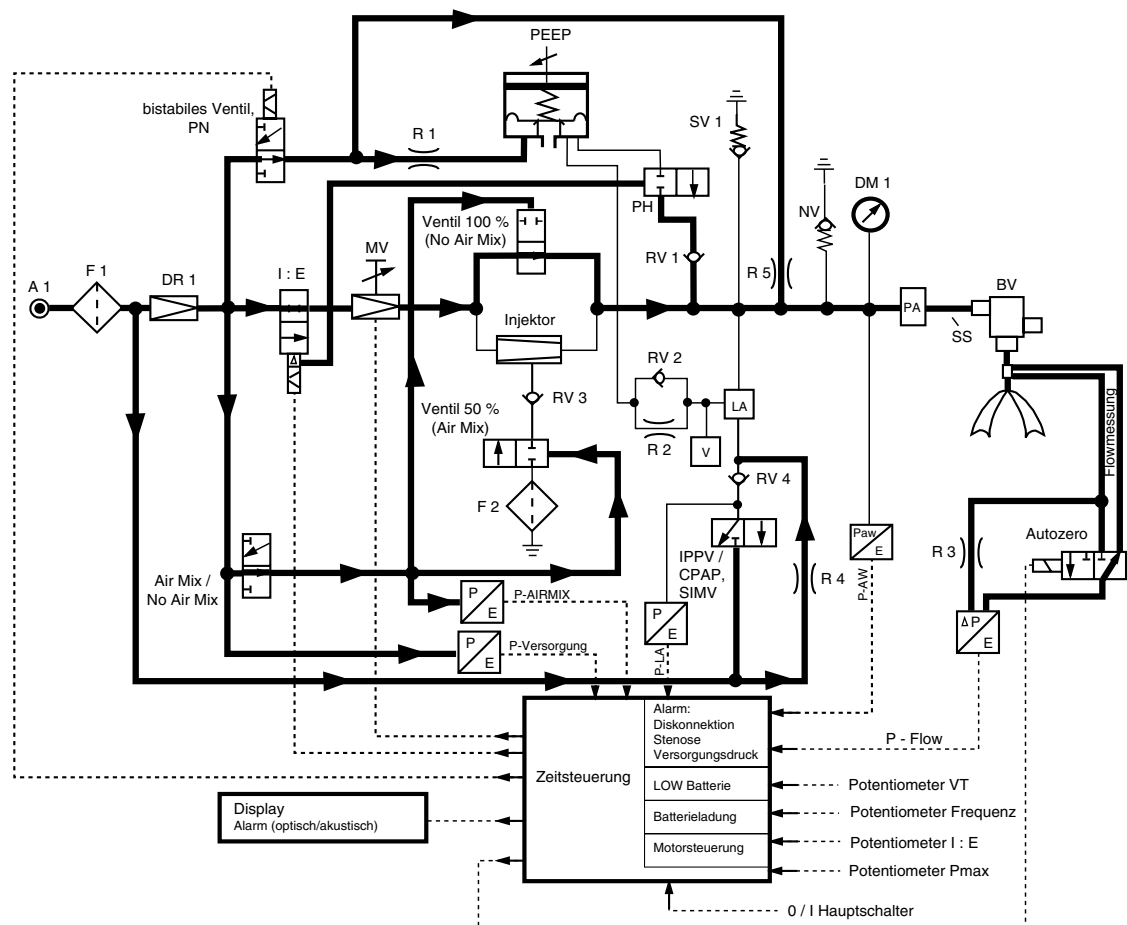 PEEP
bistabiles Ventil,
PN
R 1
SV 1
DM 1
NV
PH
Ventil 100 %
(No Air Mix)
MV
RV 1
R 5
A 1
F 1
DR 1
I : E
PA
BV
SS
Injektor
RV 2
RV 3
LA
Ventil 50 %
(Air Mix)
R 2
V
RV 4
Flowmessung
F 2
Paw
E
R 3
Autozero
IPPV /
CPAP,
SIMV
R 4
P-AW
Air Mix /
No Air Mix
P
E
P-AIRMIX
P
E
P-LA
Δ P
E
P
E
P-Versorgung
Alarm:
Diskonnektion
Stenose
Versorgungsdruck
P - Flow
Zeitsteuerung
LOW Batterie
Potentiometer VT
Display
Alarm (optisch/akustisch)
Batterieladung
Potentiometer Frequenz
Motorsteuerung
Potentiometer I : E
Potentiometer Pmax
0 / I Hauptschalter